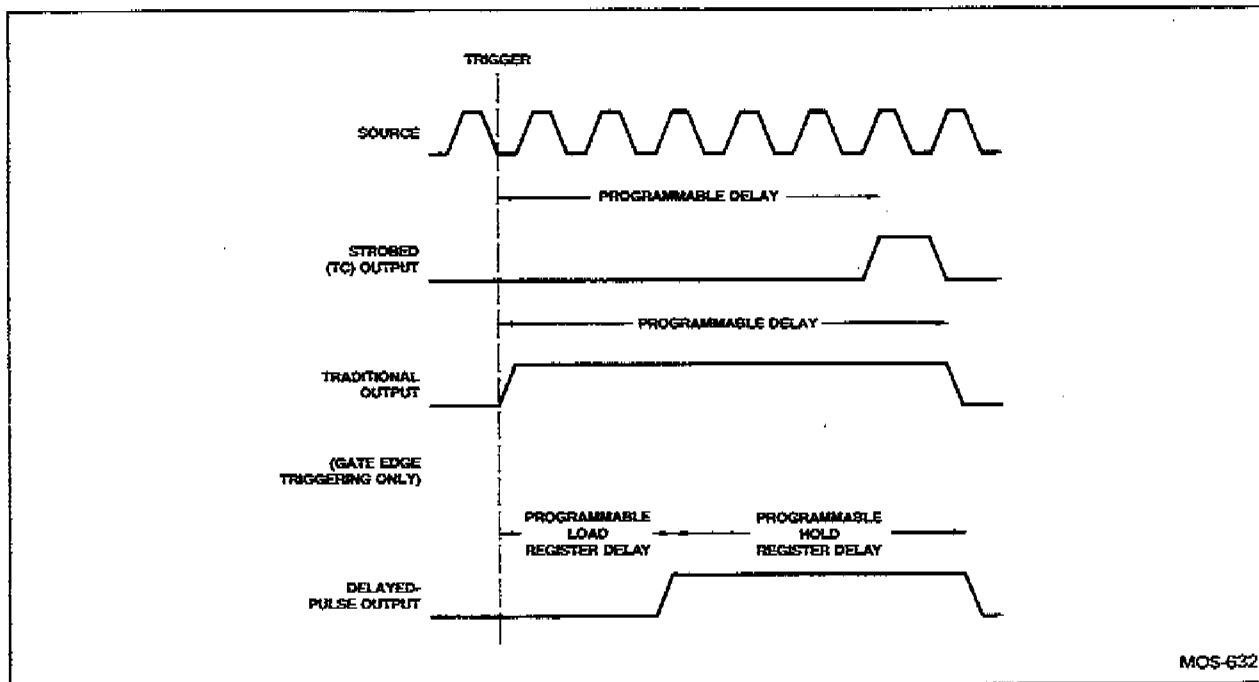 TRIGGER
SOURCE
PROGRAMMABLE DELAY
STROBED
(TC) OUTPUT
PROGRAMMABLE DELAY
TRADITIONAL
OUTPUT
(GATE EDGE
TRIGGERING ONLY)
PROGRAMMABLE
LOAD
REGISTER DELAY
PROGRAMMABLE
HOLD
REGISTER DELAY
DELAYED-
PULSE OUTPUT
MOS-632